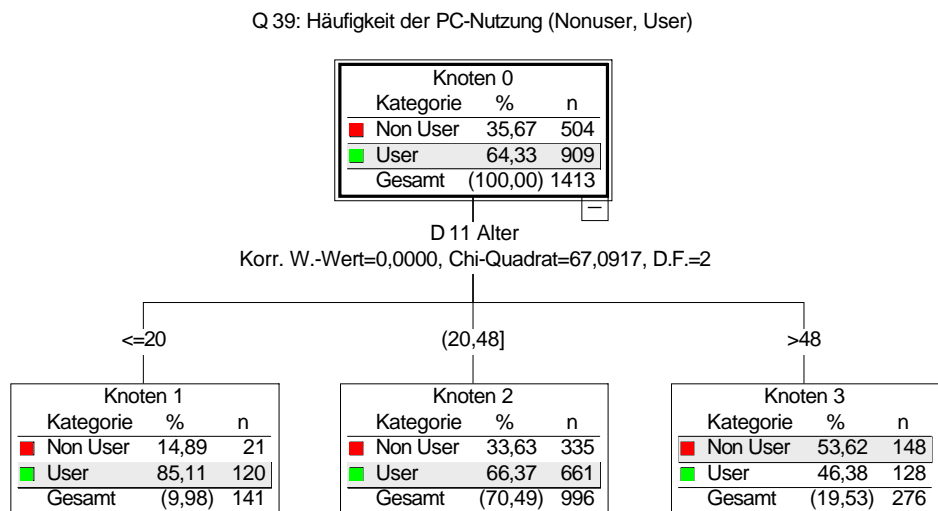 Q 39: Häufigkeit der PC-Nutzung (Nonuser, User)
Knoten 0
Kategorie % n
Non User 35,67 504
User 64,33 909
Gesamt (100,00) 1413
D 11 Alter
Korr. W.-Wert=0,0000, Chi-Quadrat=67,0917, D.F.=2
<=20
(20,48]
>48
Knoten 1
Kategorie % n
Non User 14,89 21
User 85,11 120
Gesamt (9,98) 141
Knoten 2
Kategorie % n
Non User 33,63 335
User 66,37 661
Gesamt (70,49) 996
Knoten 3
Kategorie % n
Non User 53,62 148
User 46,38 128
Gesamt (19,53) 276